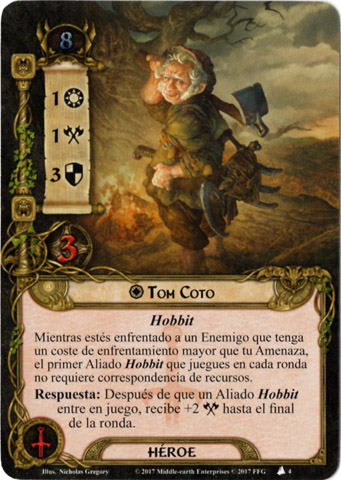 8
1
1
3
3
Tom Coto
Hobbit
Mientras estés enfrentado a un Enemigo que tenga
un coste de enfrentamiento mayor que tu Amenaza,
el primer Aliado Hobbit que juegues en cada ronda
no requiere correspondencia de recursos.
Respuesta: Después de que un Aliado Hobbit
entre en juego, recibe +2 hasta el final
de la ronda.
HÉROE
Illus. Nicholas Gregory © 2017 Middle-earth Enterprises © 2017 FFG 4